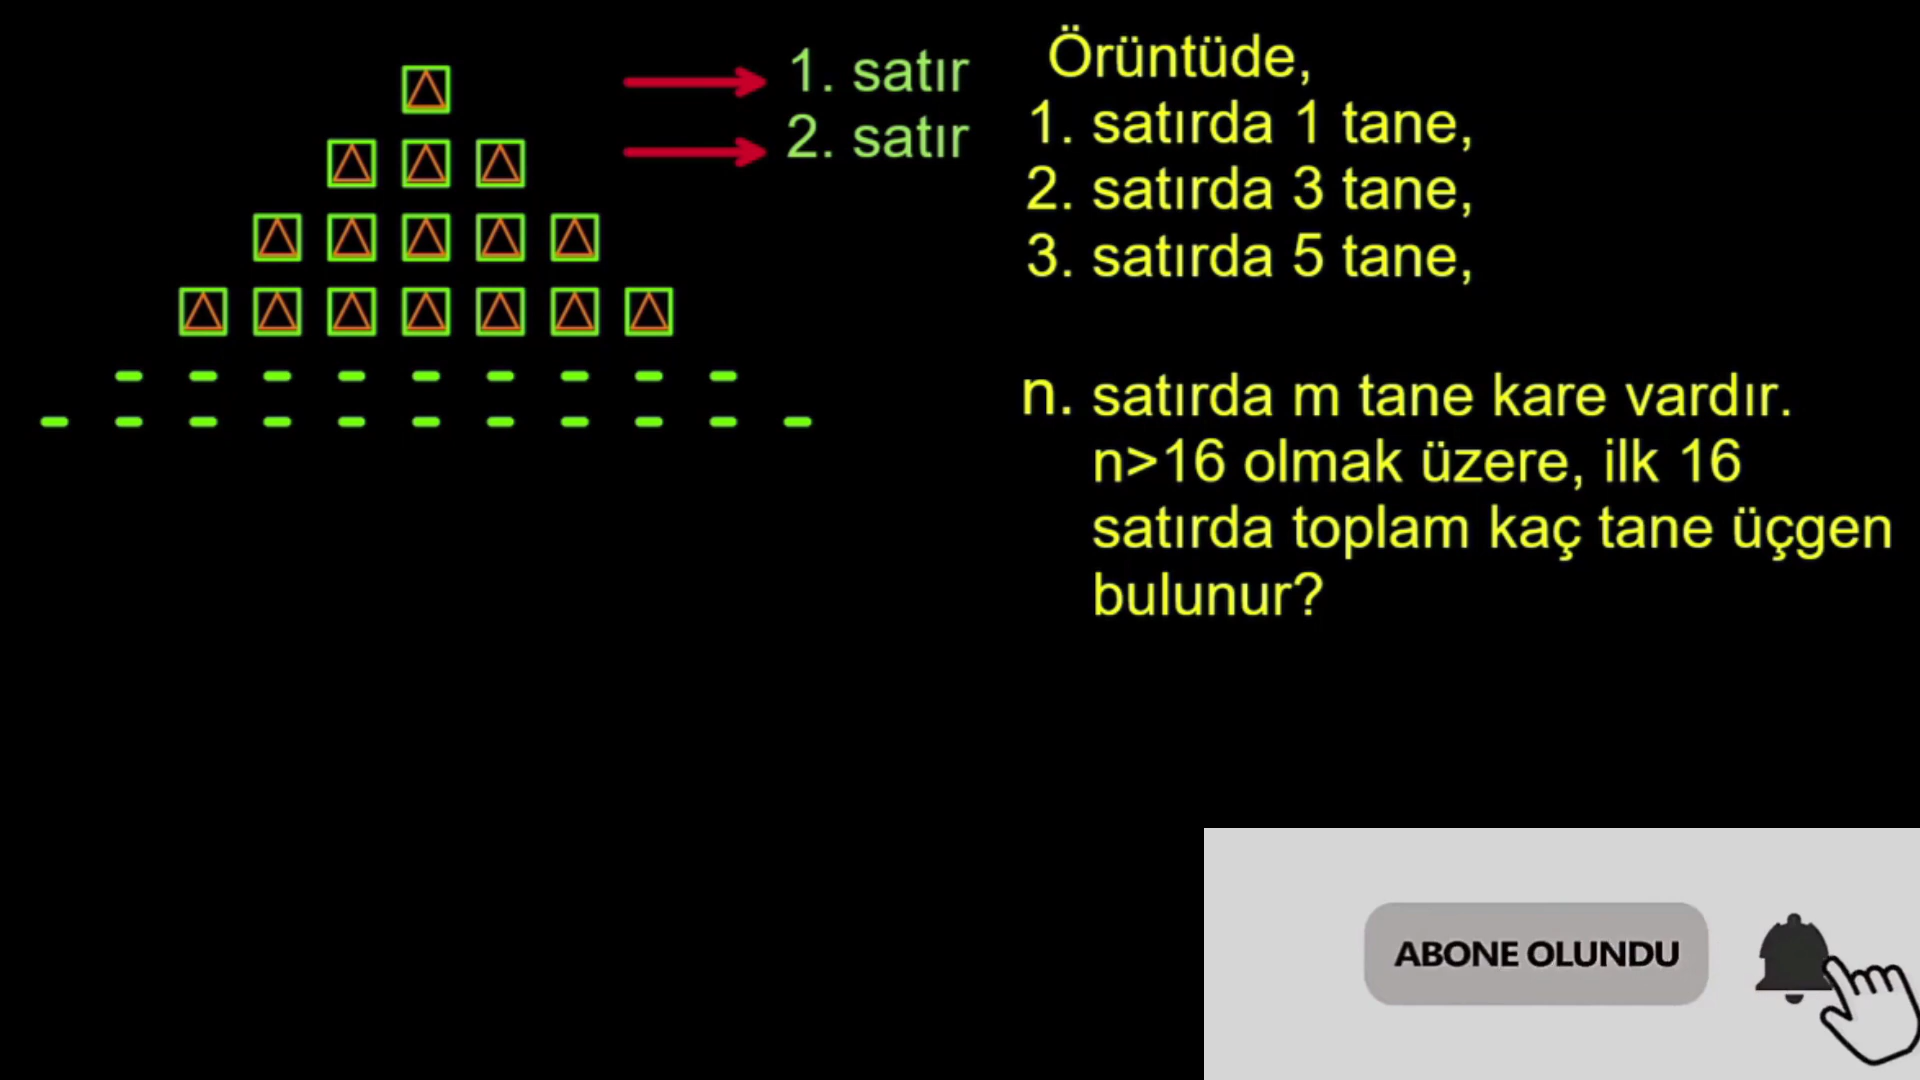 1. satır
2. satır
Örüntüde,
1. satırda 1 tane,
2. satırda 3 tane,
3. satırda 5 tane,
n. satırda m tane kare vardır.
n>16 olmak üzere, ilk 16
satırda toplam kaç tane üçgen
bulunur?
ABONE OLUNDU